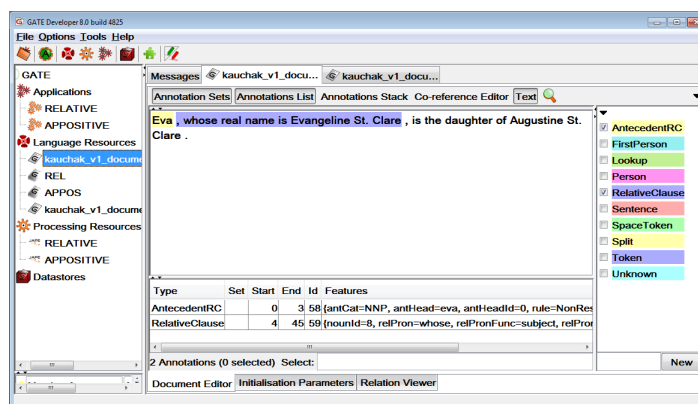 GATE Developer 8.0 build 4825
File Options Tools Help
GATE
Applications
RELATIVE
APPOSITIVE
Language Resources
kauchak_v1_docume
REL
APPOS
kauchak_v1_docume
Processing Resources
RELATIVE
APPOSITIVE
Datastores
Messages kauchak_v1_docu... kauchak_v1_docu...
Annotation Sets Annotations List Annotations Stack Co-reference Editor Text
Eva , whose real name is Evangeline St. Clare , is the daughter of Augustine St.
Clare .
AntecedentRC
FirstPerson
Lookup
Person
RelativeClause
Sentence
SpaceToken
Split
Token
Unknown
Type Set Start End Id Features
AntecedentRC 0 3 58 {antCat=NNP, antHead=eva, antHeadId=0, rule=NonRes
RelativeClause 4 45 59 {nounId=8, relPron=whose, relPronFunc=subject, relPron
2 Annotations (0 selected) Select:
New
Document Editor Initialisation Parameters Relation Viewer